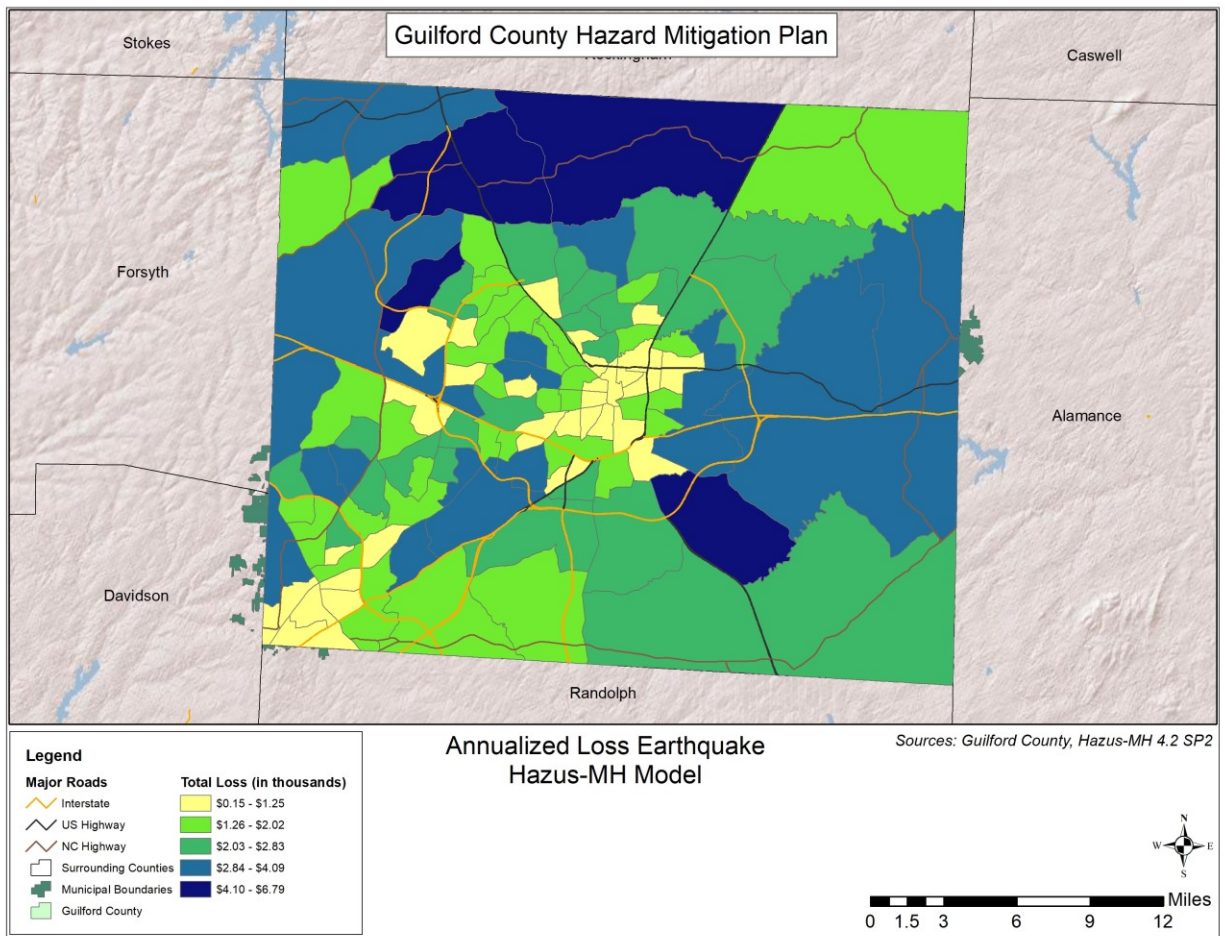 Guilford County Hazard Mitigation Plan
Stokes
Rockingham
Caswell
Forsyth
Alamance
Davidson
Randolph
Annualized Loss Earthquake
Hazus-MH Model
Sources: Guilford County, Hazus-MH 4.2 SP2
Legend
Major Roads
Interstate
US Highway
NC Highway
Surrounding Counties
Municipal Boundaries
Guilford County
Total Loss (in thousands)
$0.15 - $1.25
$1.26 - $2.02
$2.03 - $2.83
$2.84 - $4.09
$4.10 - $6.79
N
W E
S
Miles
0 1.5 3 6 9 12